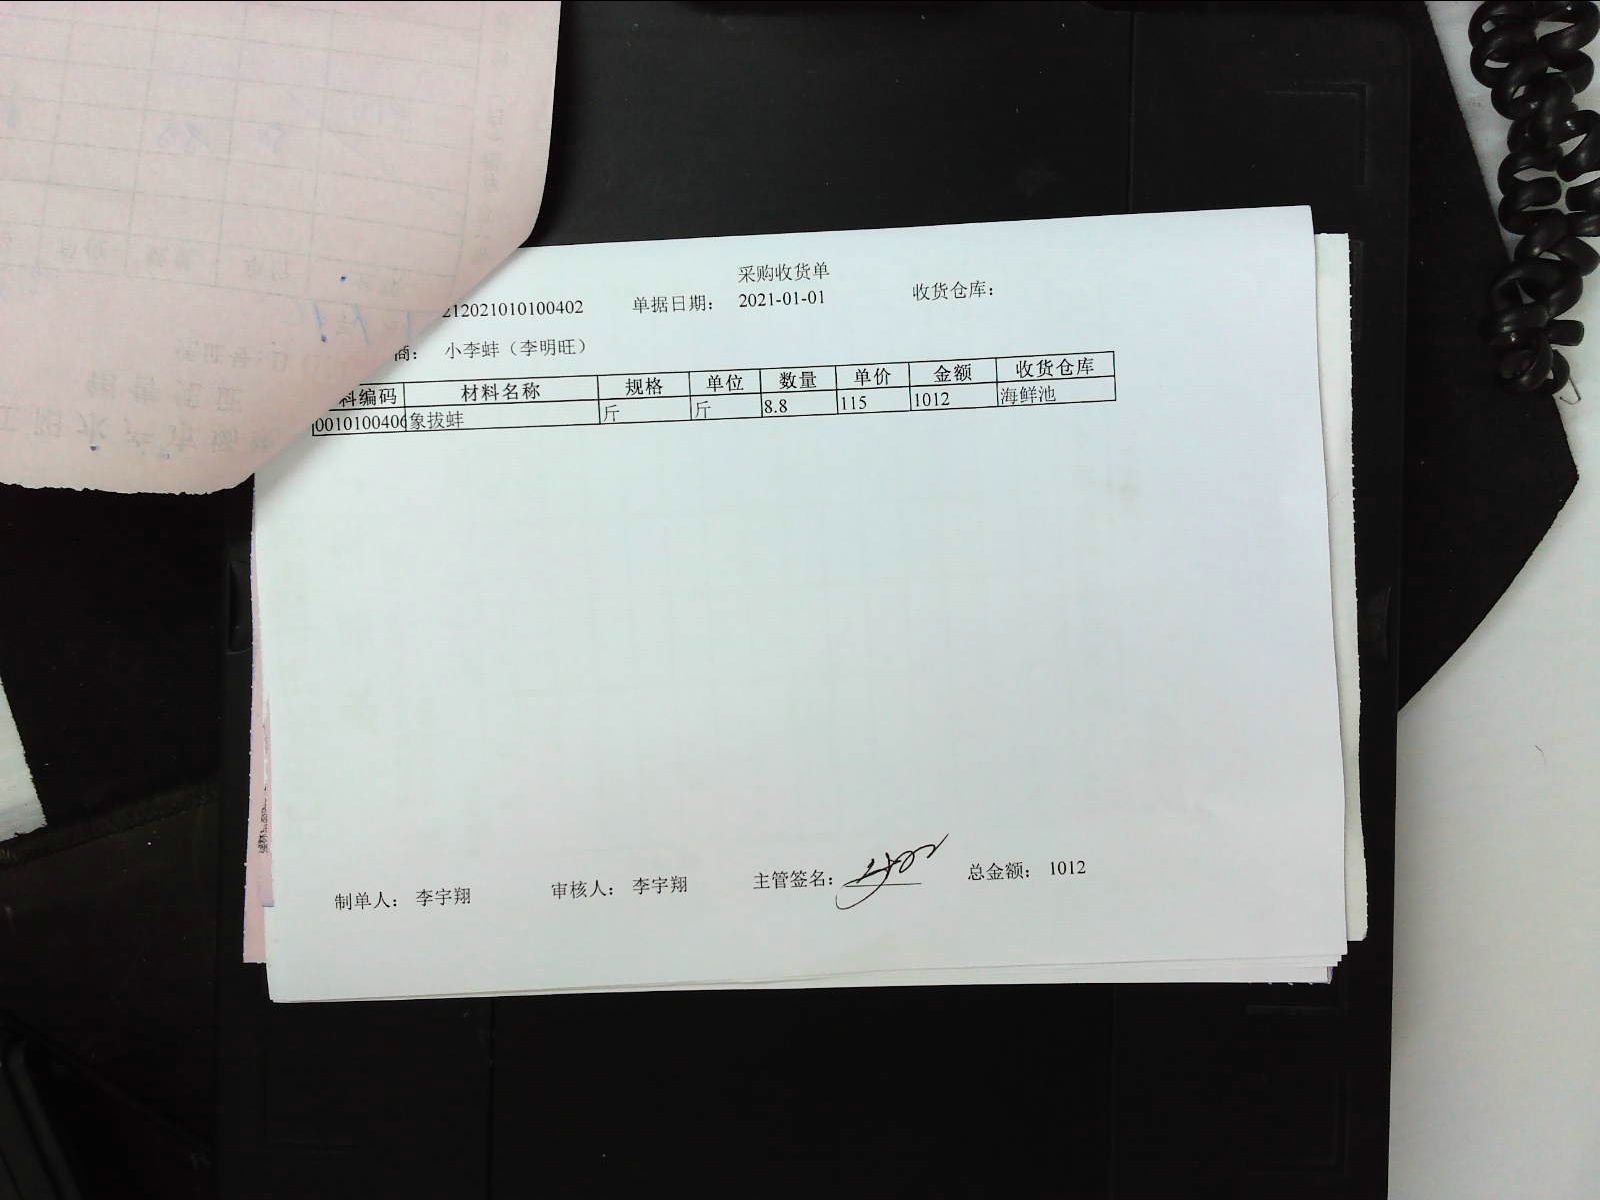 采购收货单
212021010100402 单据日期: 2021-01-01 收货仓库:
商: 小李蚌（李明旺）
料编码 材料名称 规格 单位 数量 单价 金额 收货仓库
0010100406 象拔蚌 斤 斤 8.8 115 1012 海鲜池
制单人: 李宇翔 审核人: 李宇翔 主管签名: 总金额: 1012